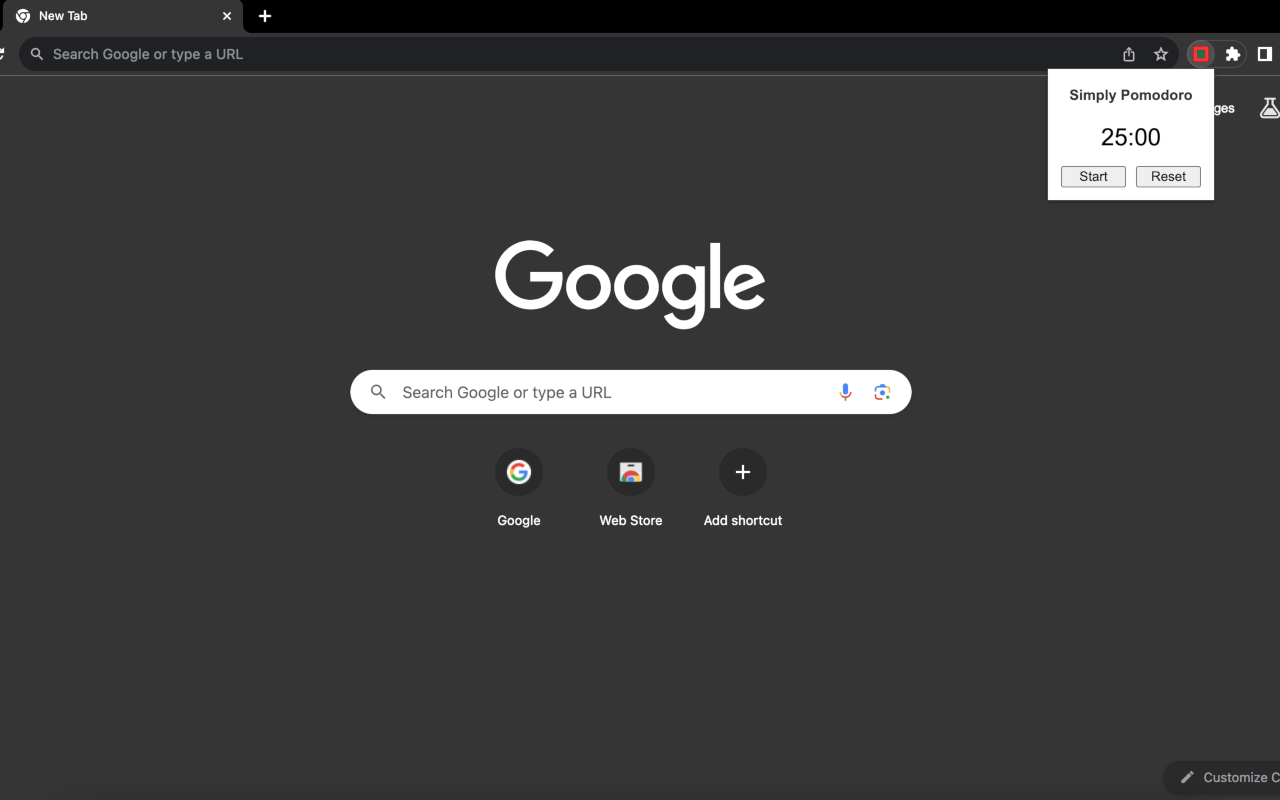 New Tab
Search Google or type a URL
Simply Pomodoro
ges
25:00
Start Reset
Google
Search Google or type a URL
Google Web Store Add shortcut
Customize C